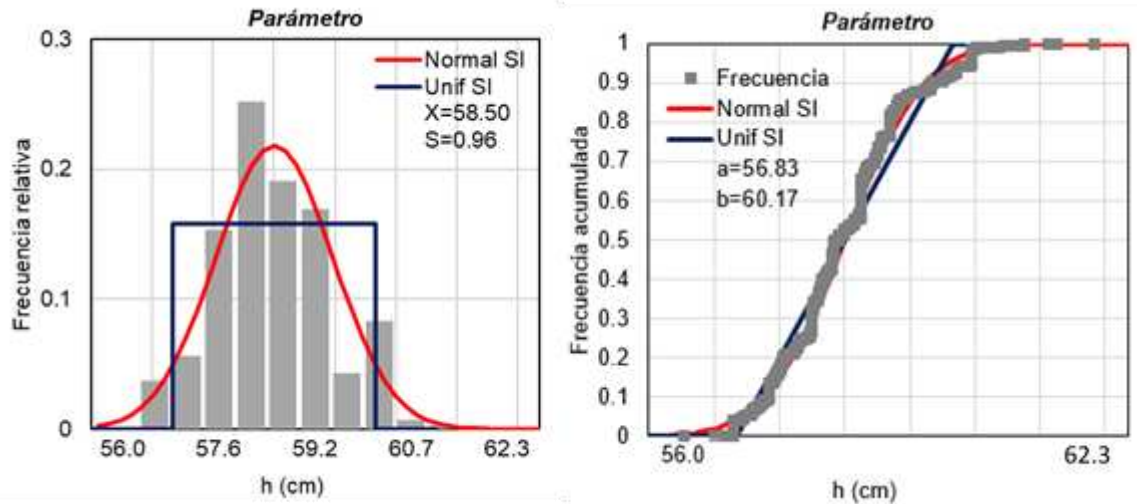 Parámetro
0.3
0.2
0.1
0
Frecuencia relativa
Normal SI
Unif SI
X=58.50
S=0.96
56.0 57.6 59.2 60.7 62.3
h (cm)
Parámetro
1
0.9
0.8
0.7
0.6
0.5
0.4
0.3
0.2
0.1
0
Frecuencia acumulada
Frecuencia
Normal SI
Unif SI
a=56.83
b=60.17
56.0 62.3
h (cm)